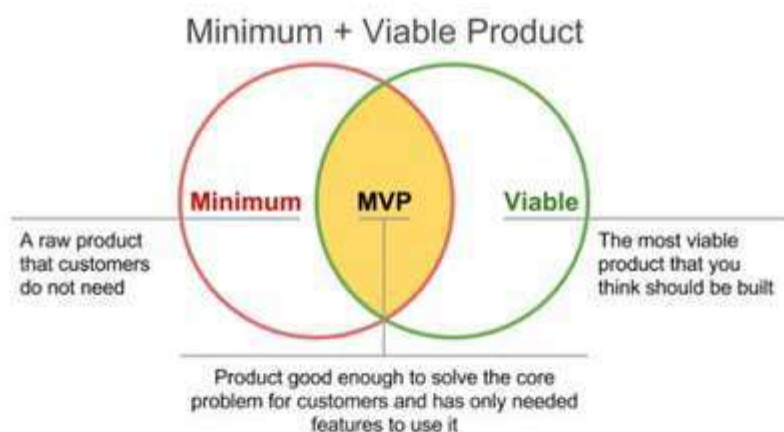 Minimum + Viable Product
Minimum
MVP
Viable
A raw product
that customers
do not need
The most viable
product that you
think should be built
Product good enough to solve the core
problem for customers and has only needed
features to use it